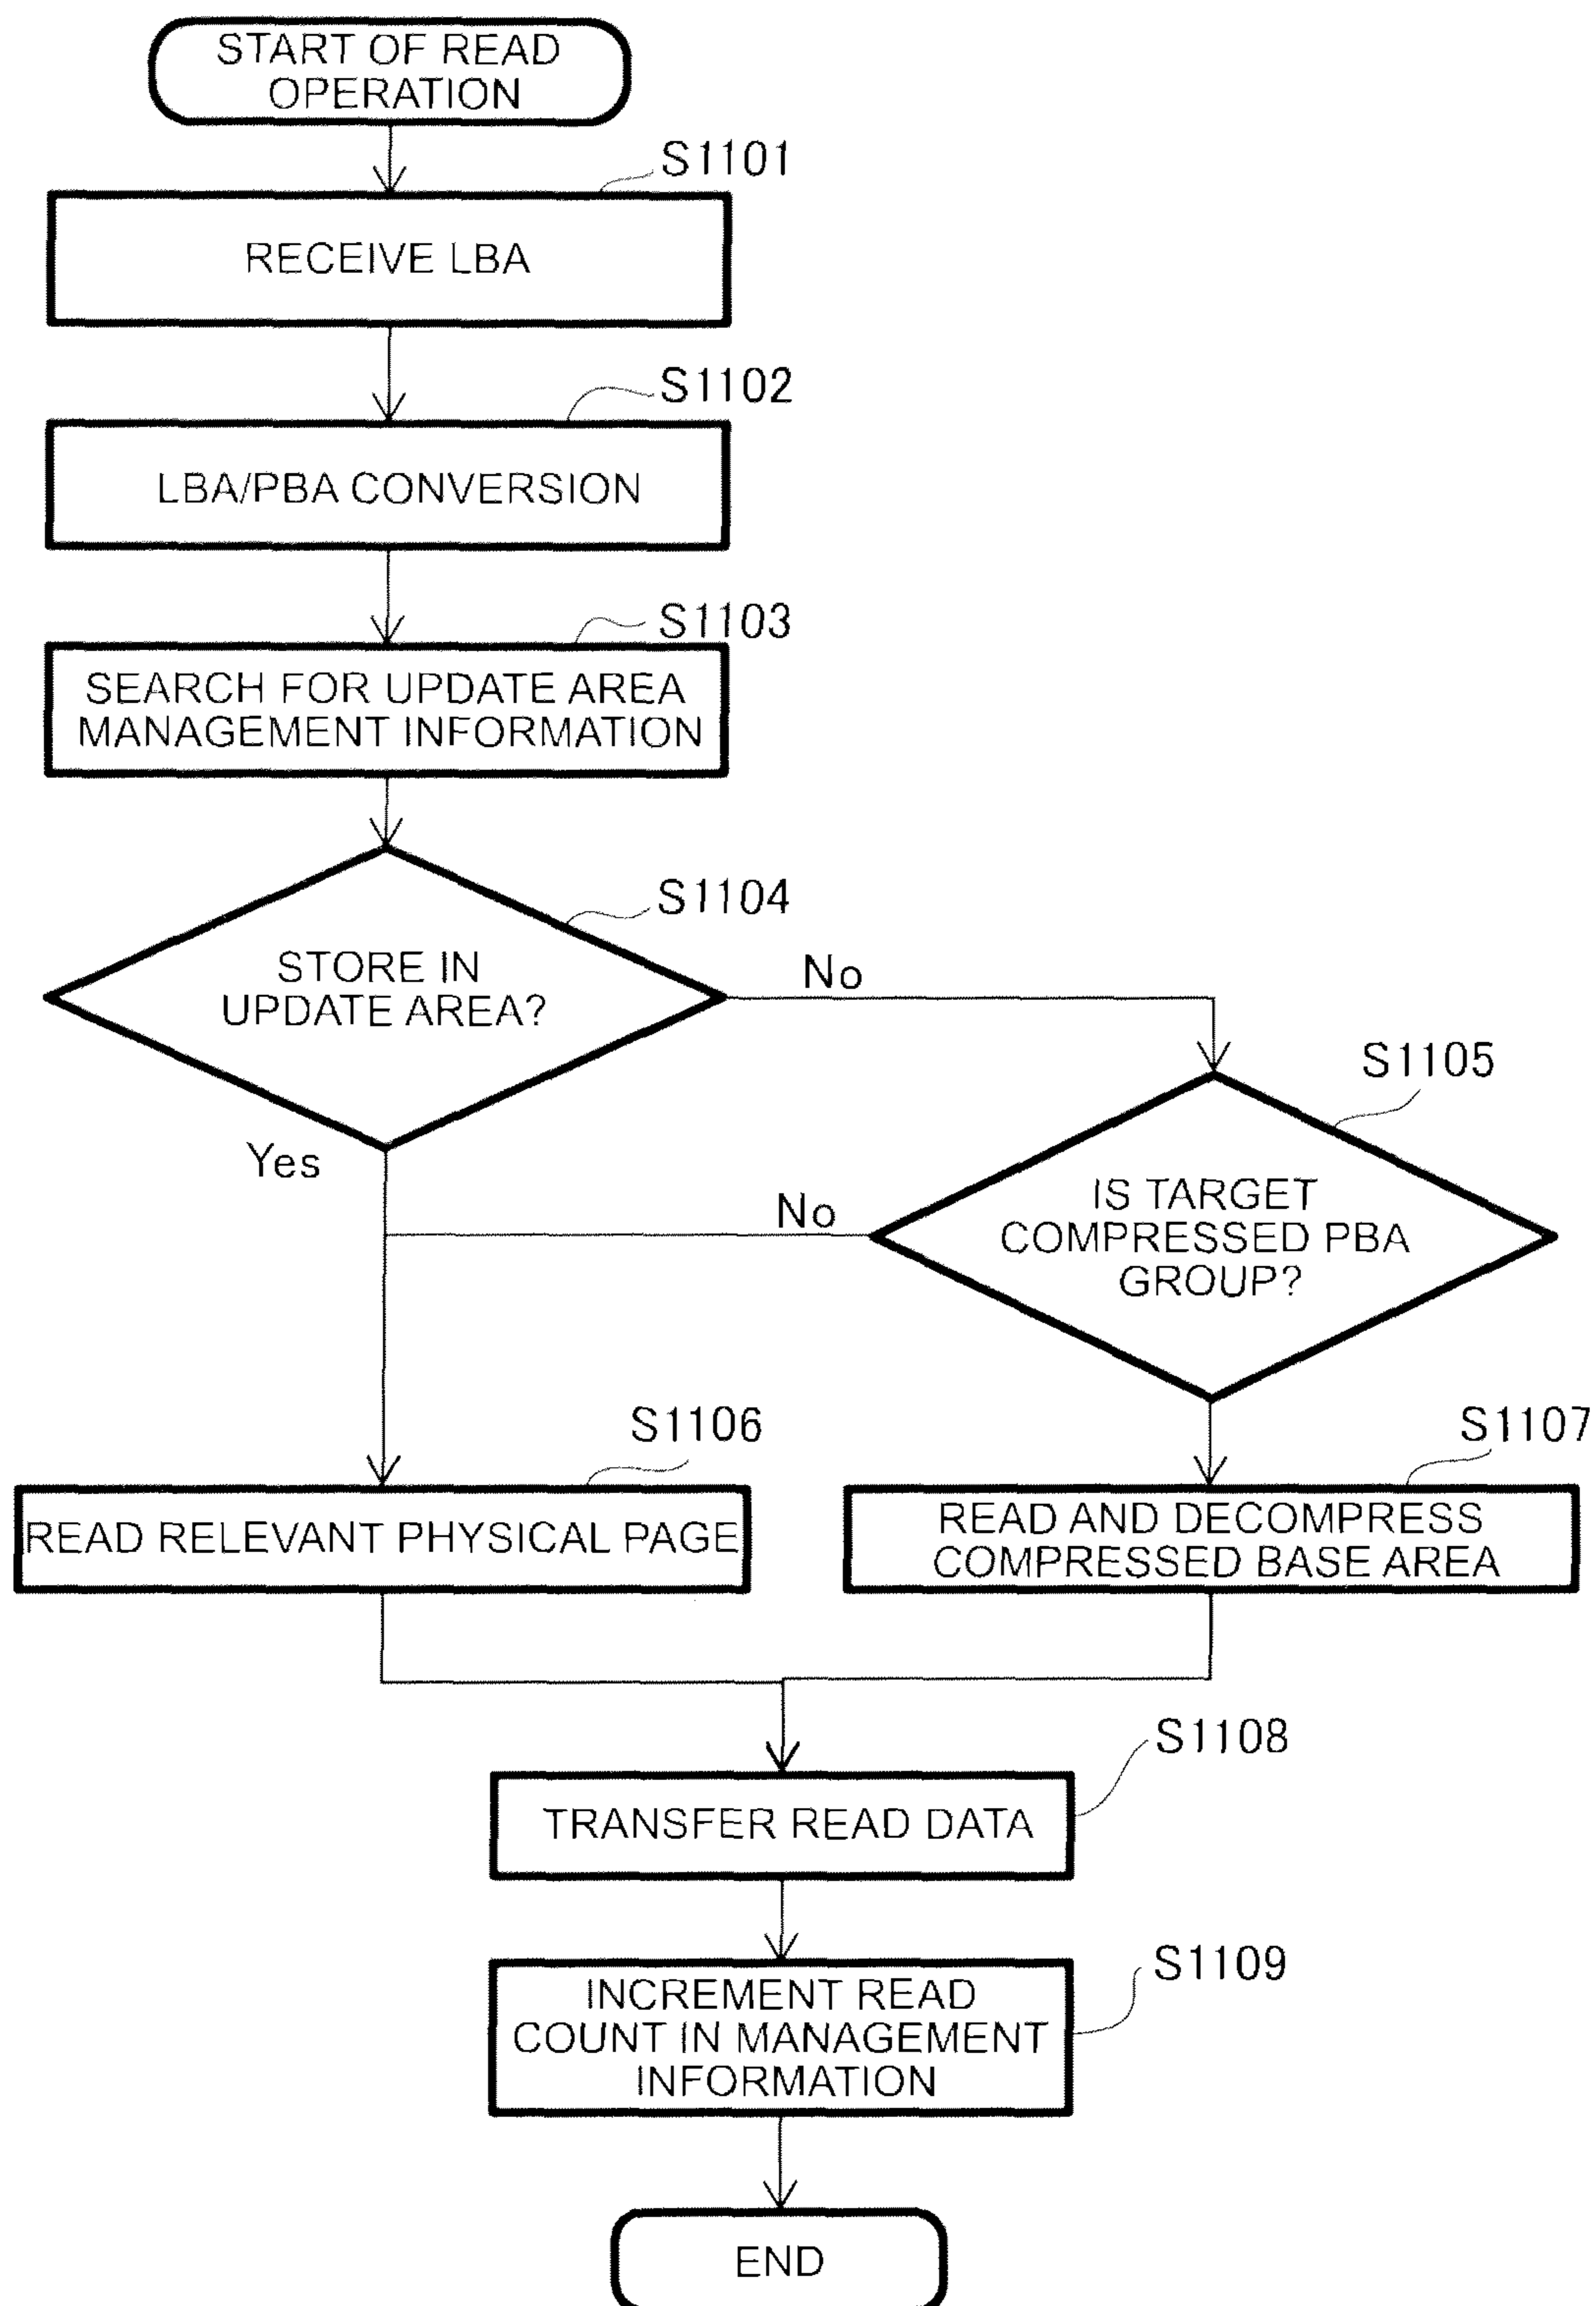 START OF READ
OPERATION
S1101
RECEIVE LBA
S1102
LBA/PBA CONVERSION
S1103
SEARCH FOR UPDATE AREA
MANAGEMENT INFORMATION
S1104
STORE IN
UPDATE AREA?
No
Yes
S1105
IS TARGET
COMPRESSED PBA
GROUP?
No
S1106
READ RELEVANT PHYSICAL PAGE
S1107
READ AND DECOMPRESS
COMPRESSED BASE AREA
S1108
TRANSFER READ DATA
S1109
INCREMENT READ
COUNT IN MANAGEMENT
INFORMATION
END